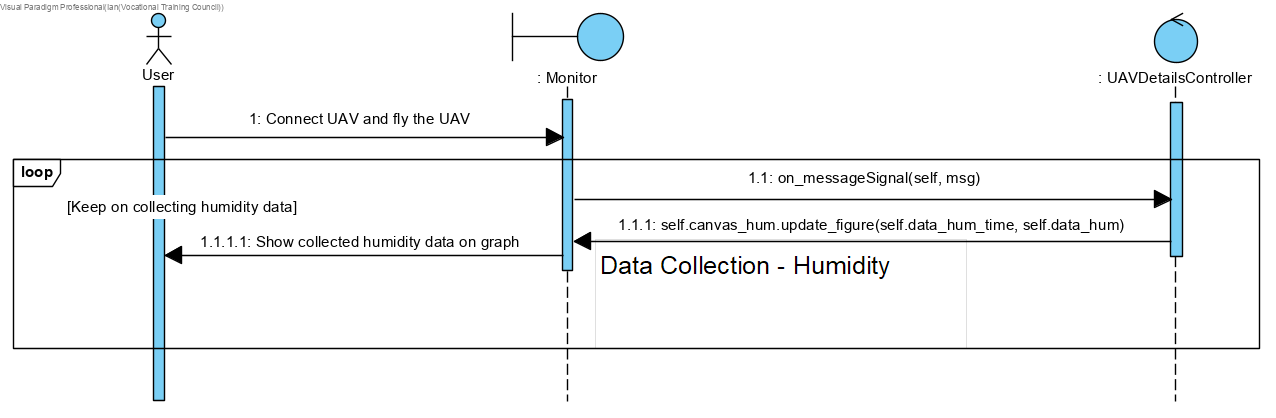 Visual Paradigm Professional(Ian(Vocational Training Council))
User
: Monitor
: UAVDetailsController
1: Connect UAV and fly the UAV
loop
1.1: on_messageSignal(self, msg)
[Keep on collecting humidity data]
1.1.1: self.canvas_hum.update_figure(self.data_hum_time, self.data_hum)
1.1.1.1: Show collected humidity data on graph
Data Collection - Humidity